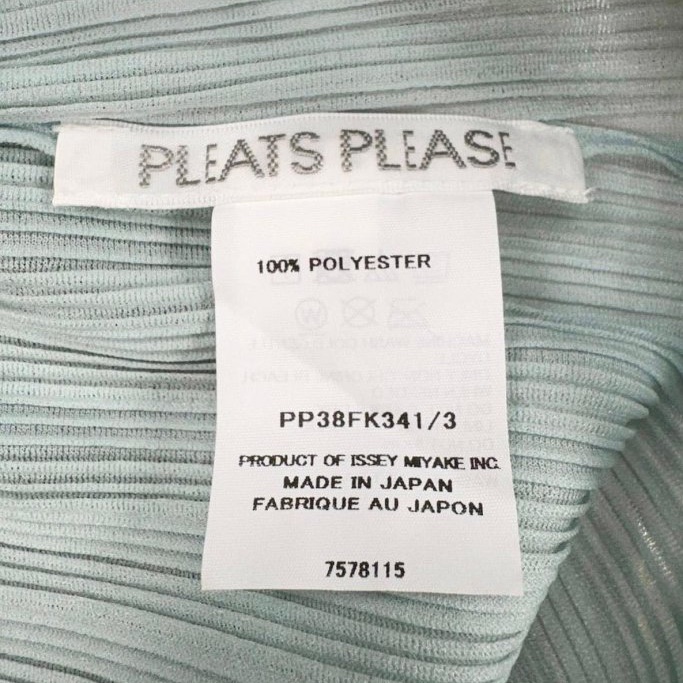 PLEATS PLEASE
100% POLYESTER
PP38FK341/3
PRODUCT OF ISSEY MIYAKE INC.
MADE IN JAPAN
FABRIQUE AU JAPON
7578115